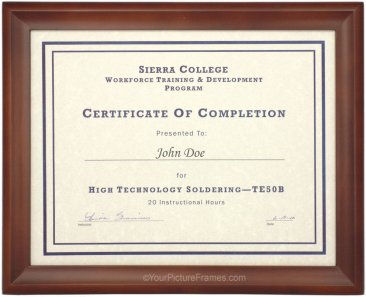 SIERRA COLLEGE
WORKFORCE TRAINING & DEVELOPMENT
PROGRAM
CERTIFICATE OF COMPLETION
Presented To:
John Doe
for
HIGH TECHNOLOGY SOLDERING—TE50B
20 Instructional Hours
©YourPictureFrames.com